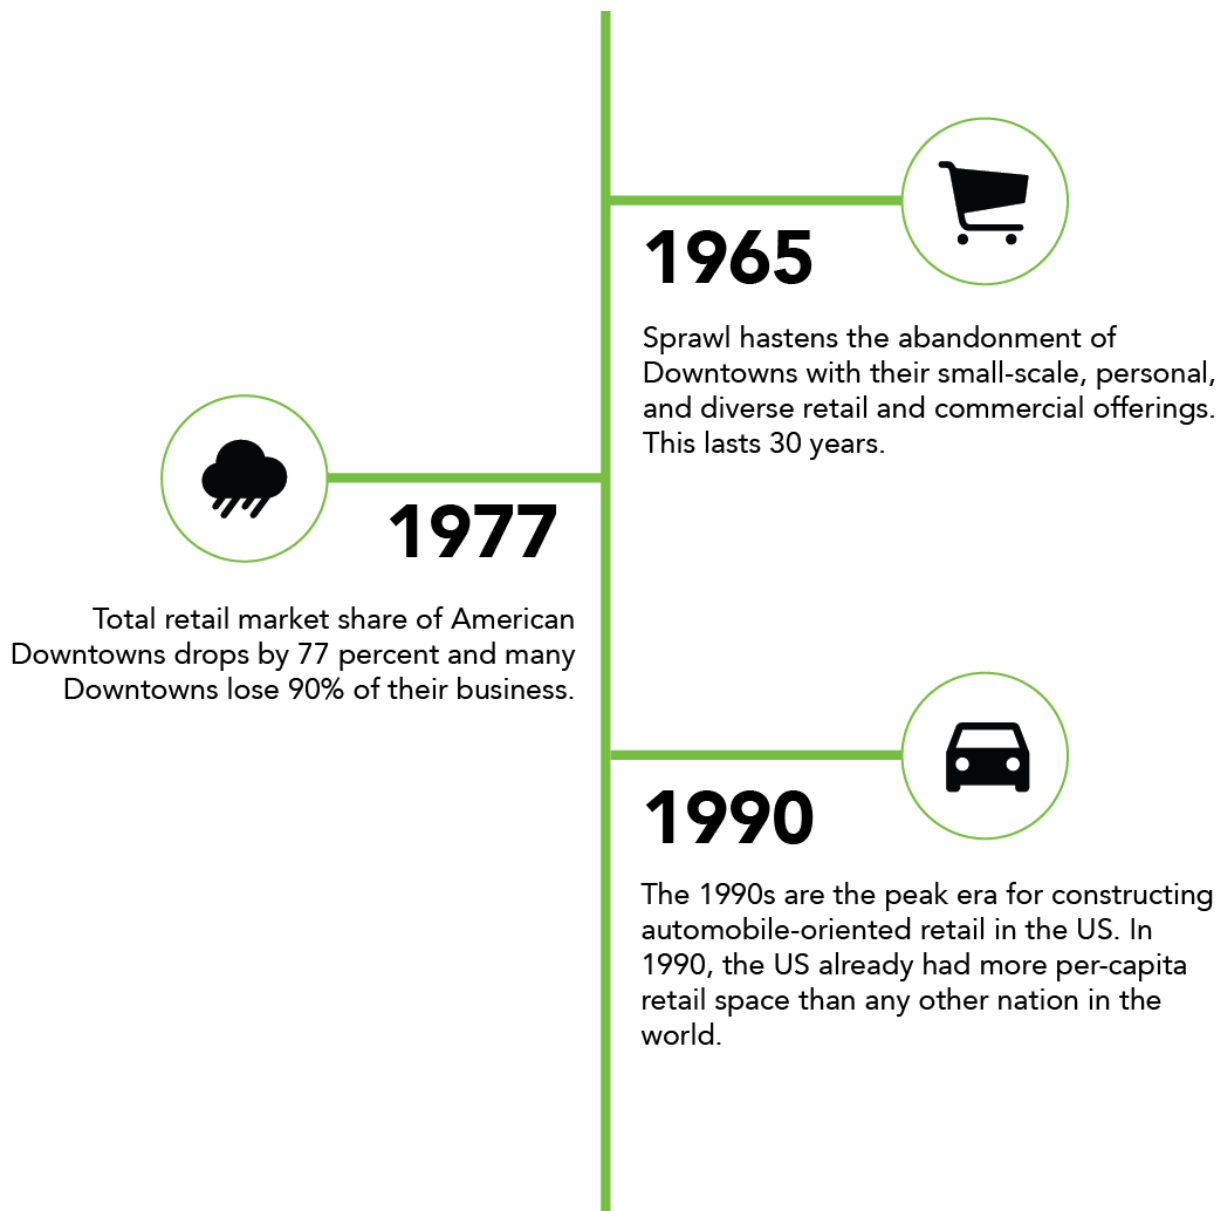 1965
Sprawl hastens the abandonment of
Downtowns with their small-scale, personal,
and diverse retail and commercial offerings.
This lasts 30 years.
1977
Total retail market share of American
Downtowns drops by 77 percent and many
Downtowns lose 90% of their business.
1990
The 1990s are the peak era for constructing
automobile-oriented retail in the US. In
1990, the US already had more per-capita
retail space than any other nation in the
world.